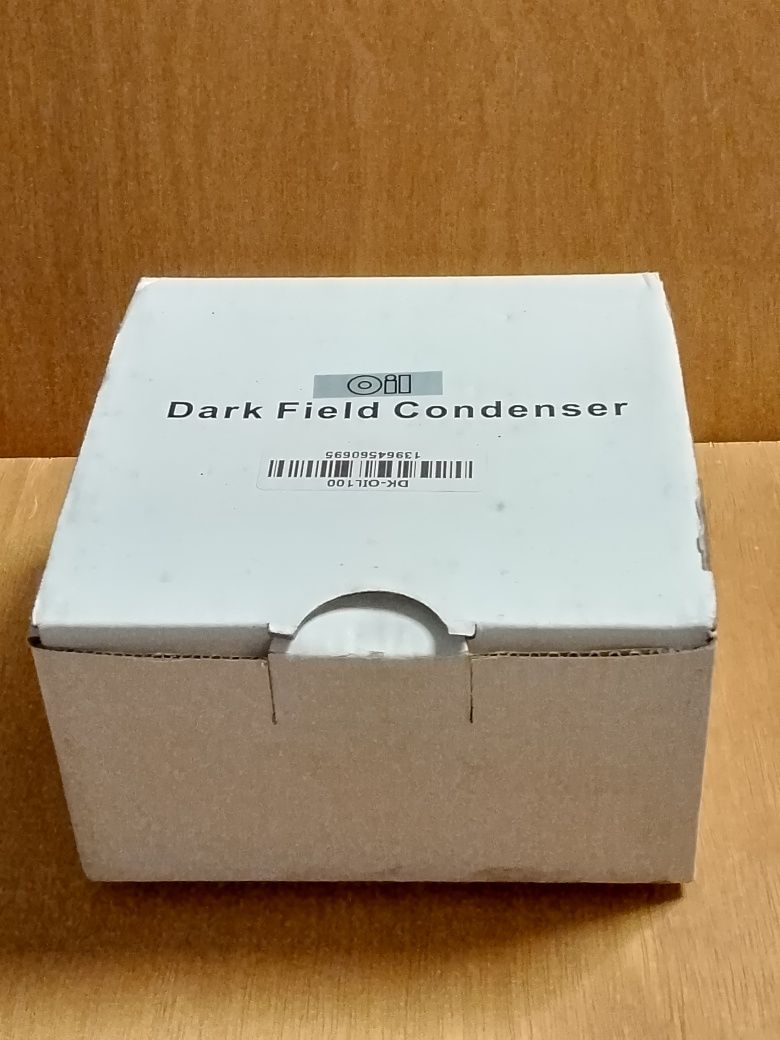 Oil
Dark Field Condenser
DK-OIL100
13964560695